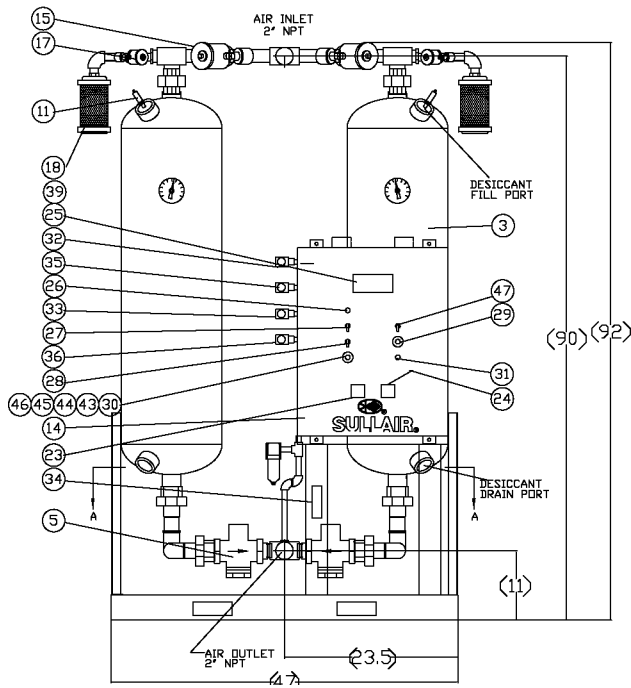 15
AIR INLET
2" NPT
17
11
18
39
25
32
35
26
33
27
36
28
46 45 44 43 30
14
23
34
5
DESICCANT
FILL PORT
3
47
29
31
24
(90)
(92)
SULLAIR®
DESICCANT
DRAIN PORT
A
A
(11)
AIR OUTLET
2" NPT
(23.5)
(47)